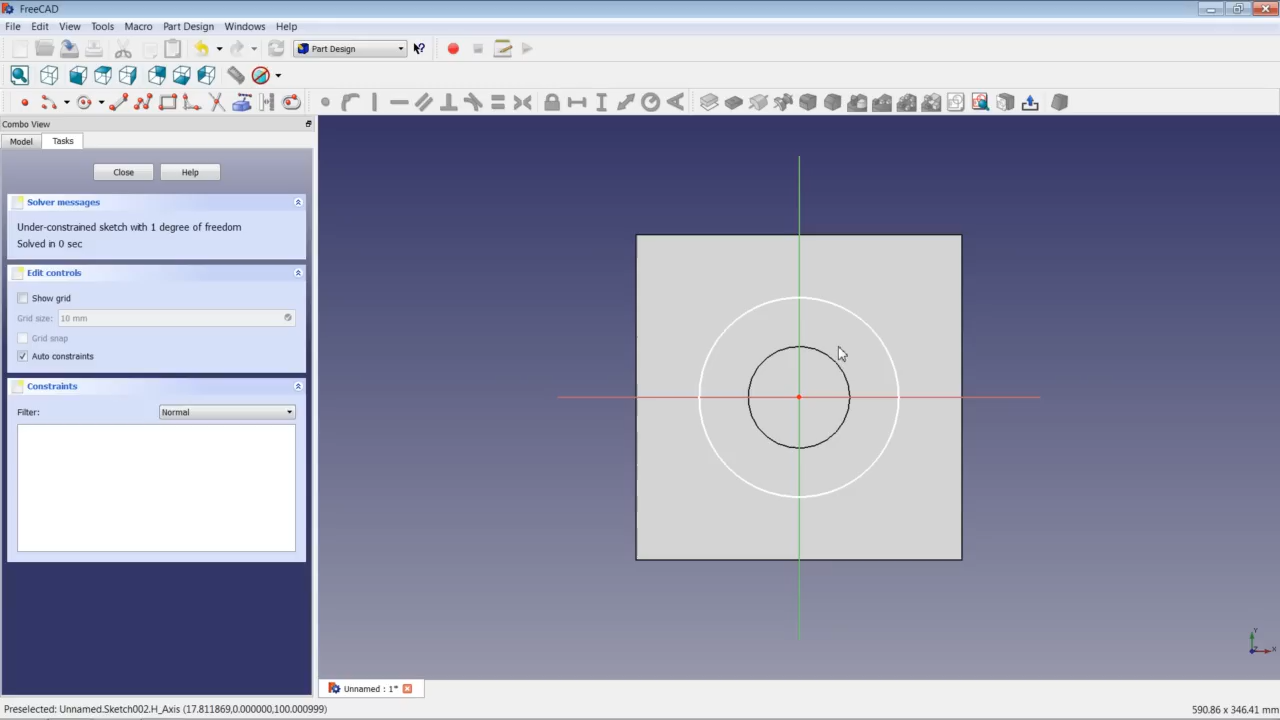 FreeCAD
File Edit View Tools Macro Part Design Windows Help
Part Design
Combo View
Model Tasks
Close Help
Solver messages
Under-constrained sketch with 1 degree of freedom
Solved in 0 sec
Edit controls
Show grid
Grid size: 10 mm
Grid snap
Auto constraints
Constraints
Filter: Normal
Y
X
Unnamed : 1*
Preselected: Unnamed.Sketch002.H_Axis (17.811869,0.000000,100.000999) 590.86 x 346.41 mm